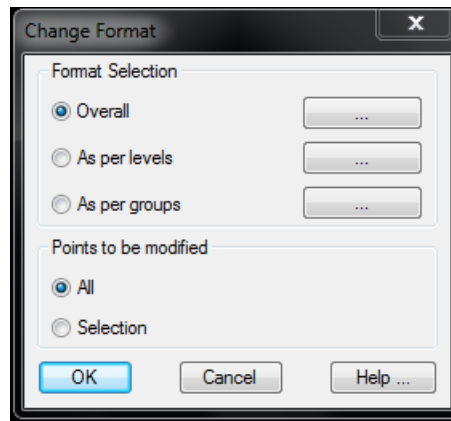 Change Format
x
Format Selection
Overall ...
As per levels ...
As per groups ...
Points to be modified
All
Selection
OK Cancel Help ...